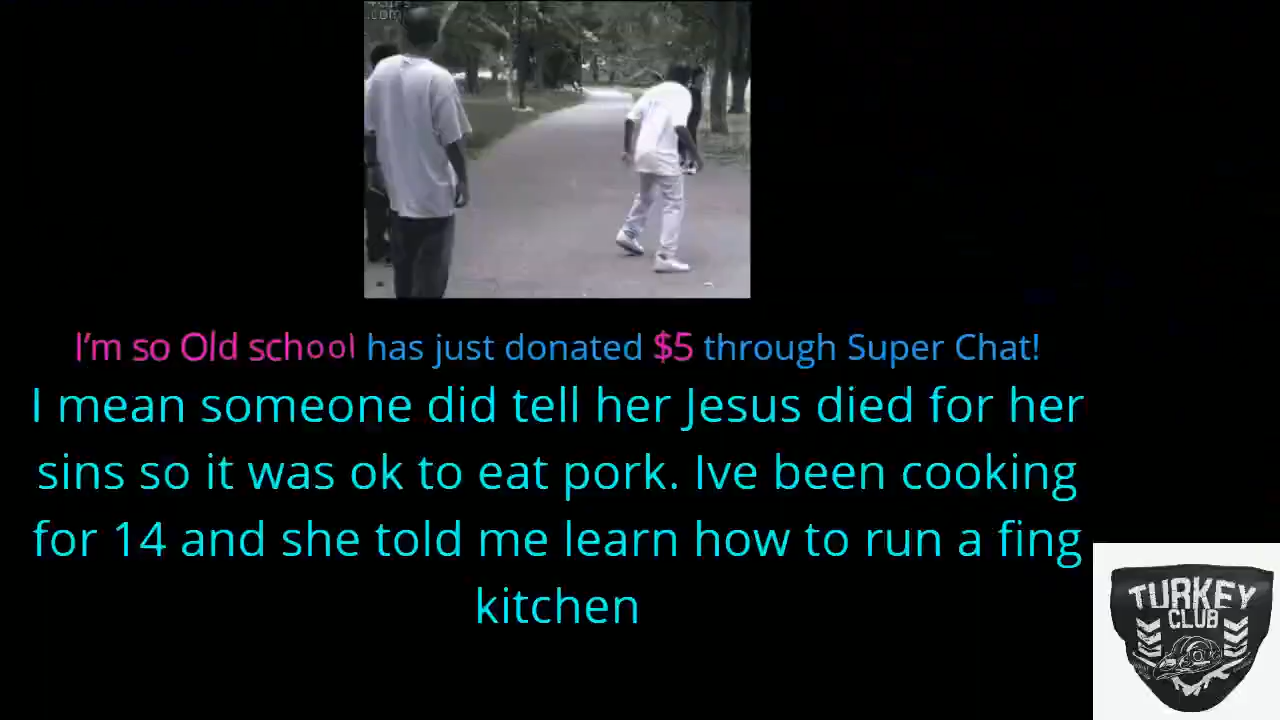 .com
I'm so Old school has just donated $5 through Super Chat!
I mean someone did tell her Jesus died for her
sins so it was ok to eat pork. Ive been cooking
for 14 and she told me learn how to run a fing
kitchen
TURKEY
CLUB